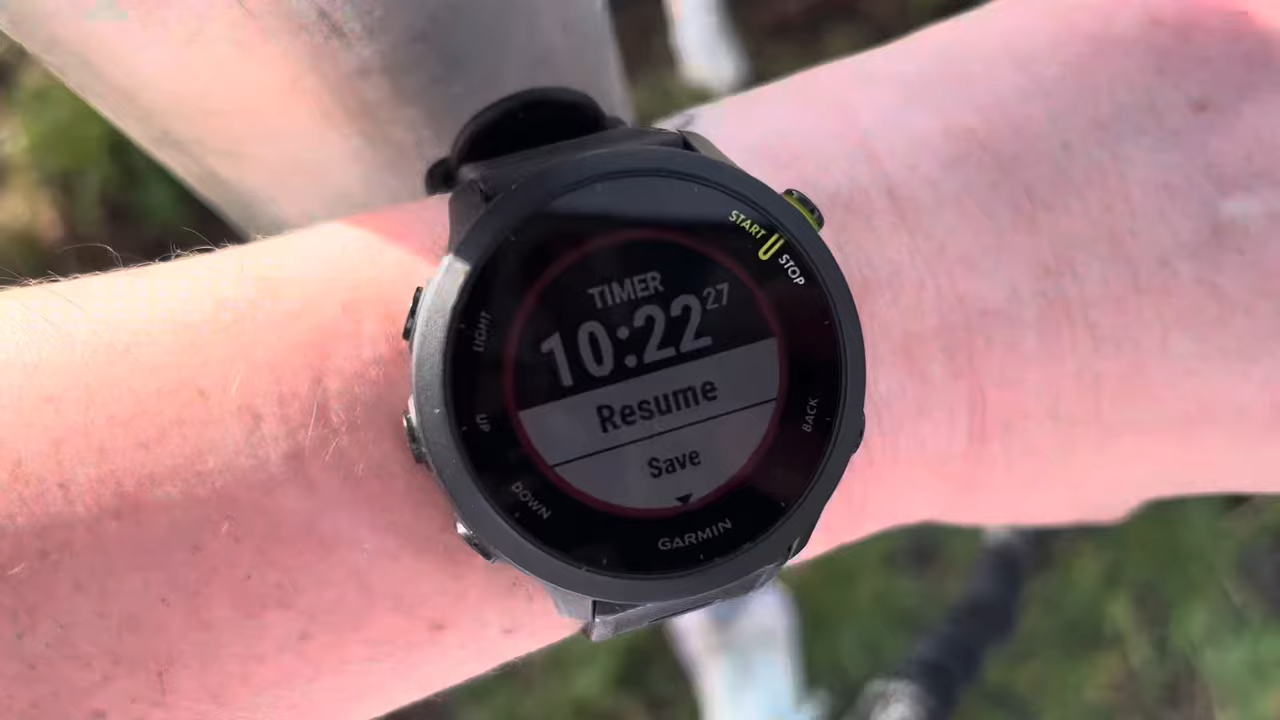 START
STOP
LIGHT
TIMER
10:22 27
Resume
UP
BACK
Save
DOWN
GARMIN